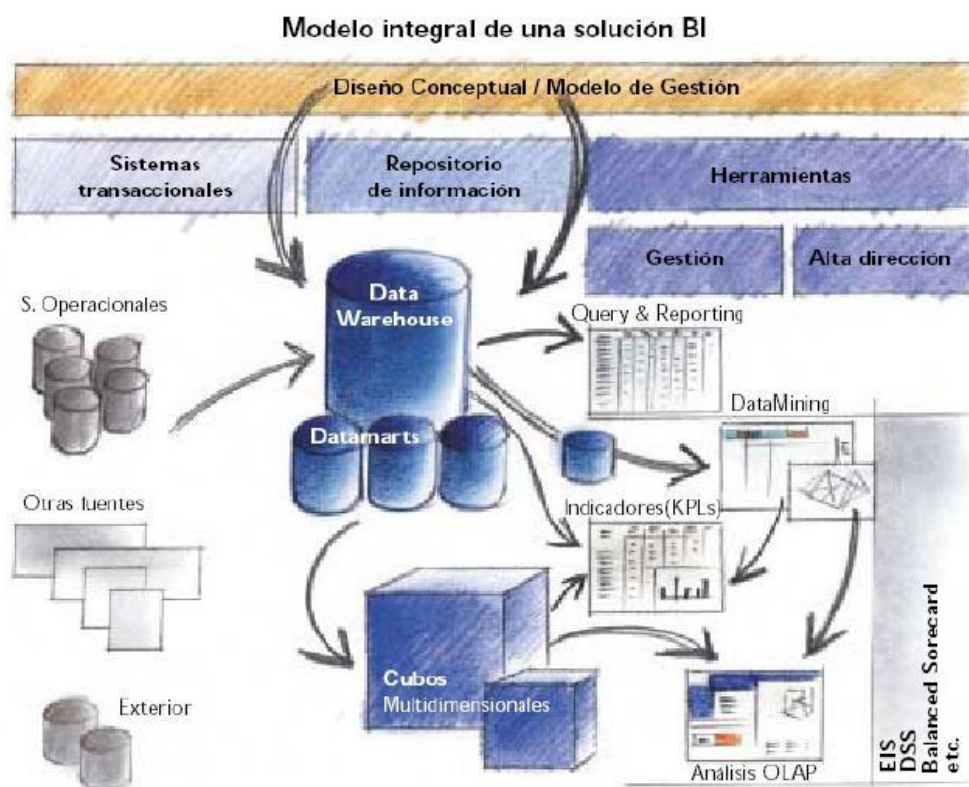 Modelo integral de una solución BI
Diseño Conceptual / Modelo de Gestión
Sistemas
transaccionales
Repositorio
de información
Herramientas
Gestión
Alta dirección
S. Operacionales
Data
Warehouse
Query & Reporting
DataMining
Datamarts
Otras fuentes
Indicadores(KPLs)
Exterior
Cubos
Multidimensionales
Análisis OLAP
EIS
DSS
Balanced Sorecard
etc.